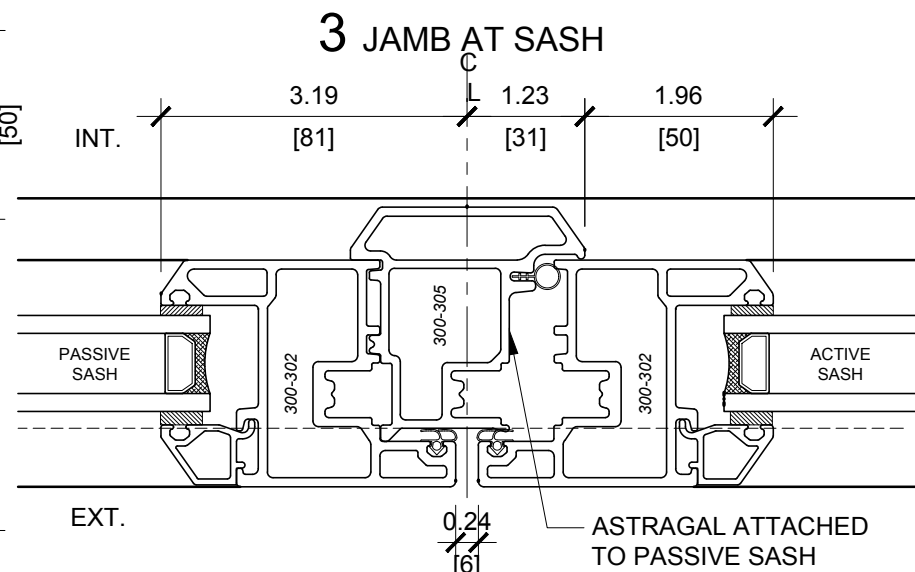 3 JAMB AT SASH
C
L
3.19 1.23 1.96
[50]
INT. [81] [31] [50]
300-305
300-302
300-302
PASSIVE
SASH
ACTIVE
SASH
EXT.
0.24
[6]
ASTRAGAL ATTACHED
TO PASSIVE SASH